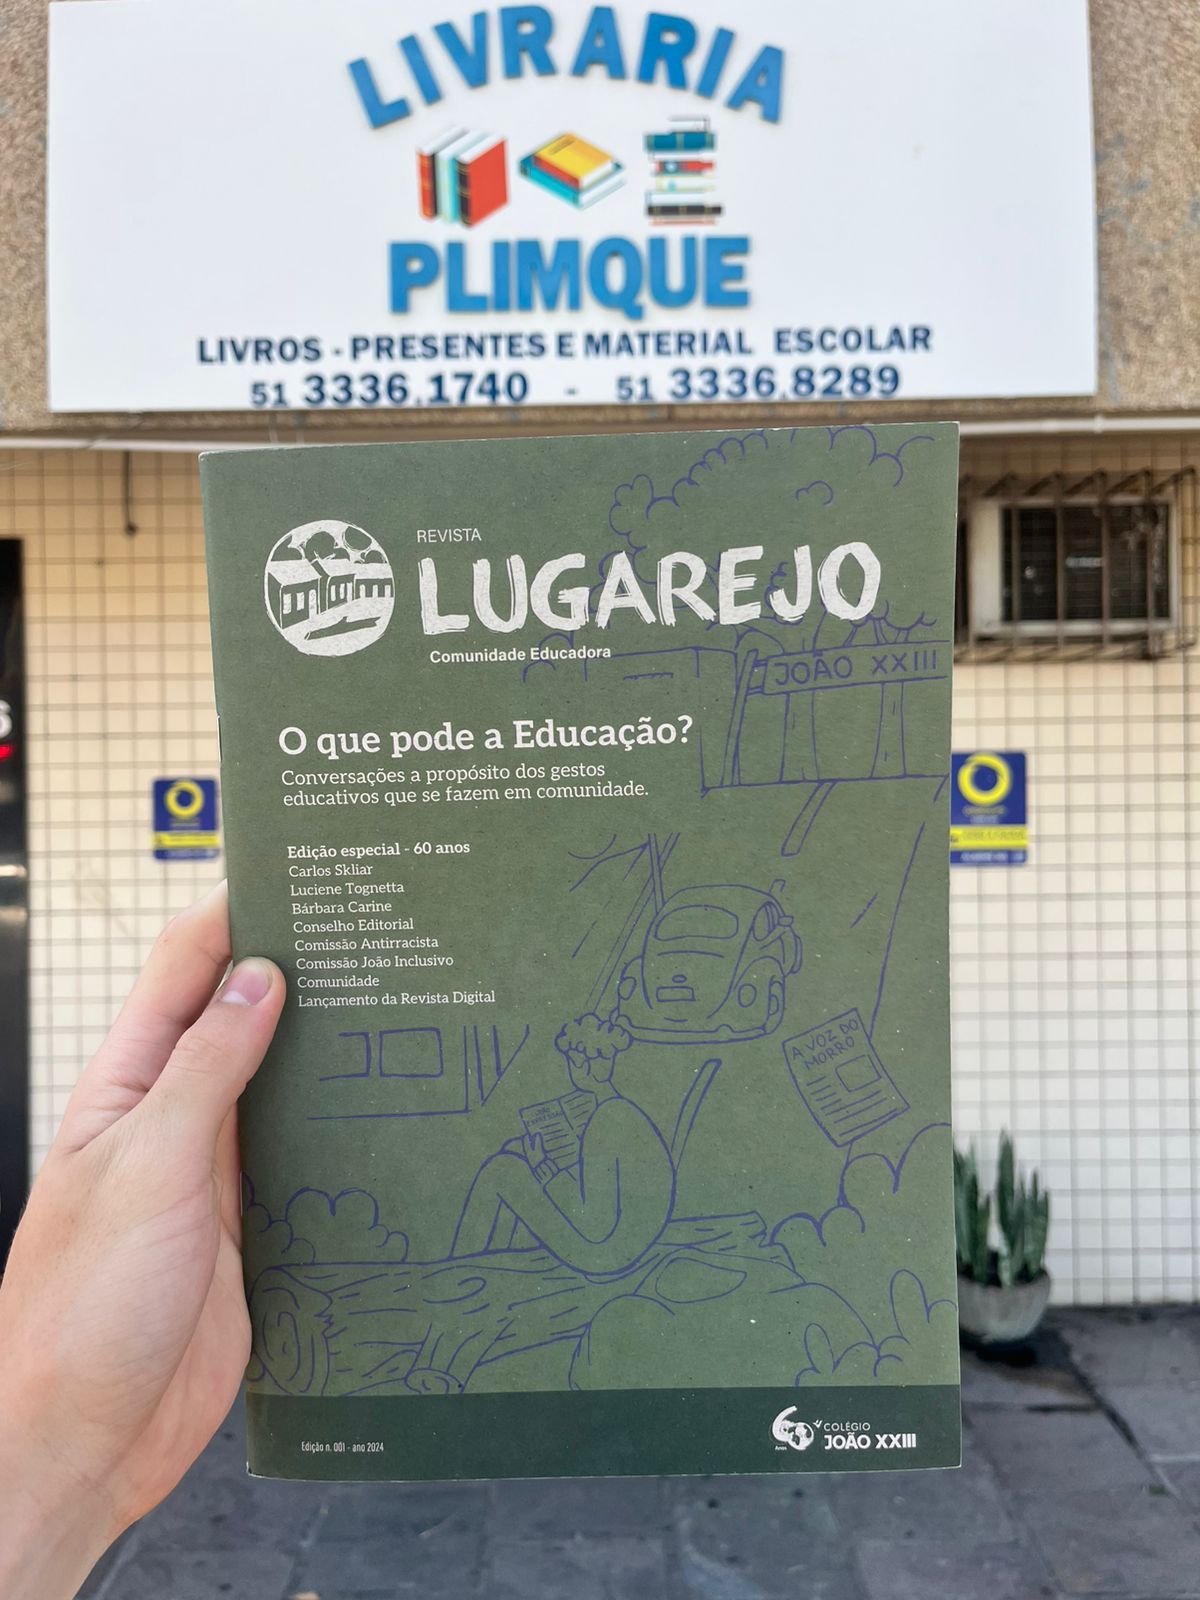 LIVRARIA
PLIMQUE
LIVROS - PRESENTES E MATERIAL ESCOLAR
51 3336.1740 - 51 3336.8289
REVISTA
LUGAREJO
Comunidade Educadora
JOÃO XXIII
O que pode a Educação?
Conversações a propósito dos gestos
educativos que se fazem em comunidade.
Edição especial - 60 anos
Carlos Skliar
Luciene Tognetta
Bárbara Carine
Conselho Editorial
Comissão Antirracista
Comissão João Inclusivo
Comunidade
Lançamento da Revista Digital
A VOZ DO
MORRO
Edição n. 001 - ano 2024
60
Anos
COLÉGIO
JOÃO XXIII